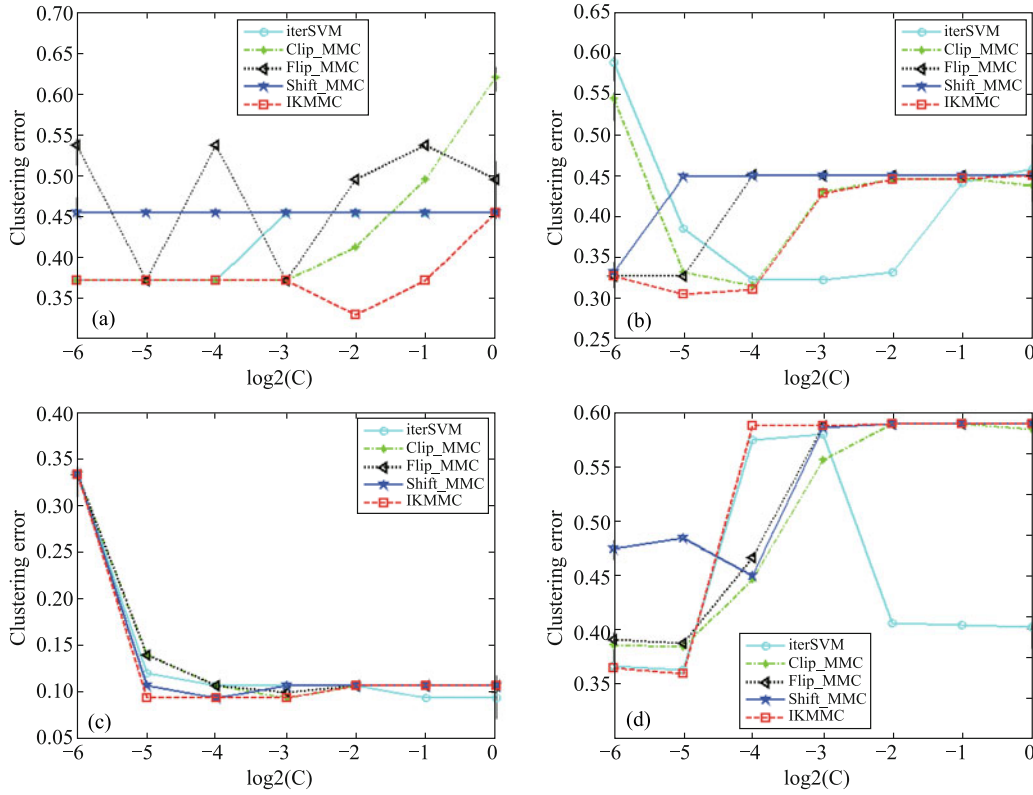 0.70
0.65
0.60
0.55
0.50
0.45
0.40
0.35
Clustering error
iterSVM
Clip_MMC
Flip_MMC
Shift_MMC
IKMMC
(a)
−6 −5 −4 −3 −2 −1 0
log2(C)
0.65
0.60
0.55
0.50
0.45
0.40
0.35
0.30
0.25
Clustering error
iterSVM
Clip_MMC
Flip_MMC
Shift_MMC
IKMMC
(b)
−6 −5 −4 −3 −2 −1 0
log2(C)
0.40
0.35
0.30
0.25
0.20
0.15
0.10
0.05
Clustering error
iterSVM
Clip_MMC
Flip_MMC
Shift_MMC
IKMMC
(c)
−6 −5 −4 −3 −2 −1 0
log2(C)
0.60
0.55
0.50
0.45
0.40
0.35
Clustering error
iterSVM
Clip_MMC
Flip_MMC
Shift_MMC
IKMMC
(d)
−6 −5 −4 −3 −2 −1 0
log2(C)